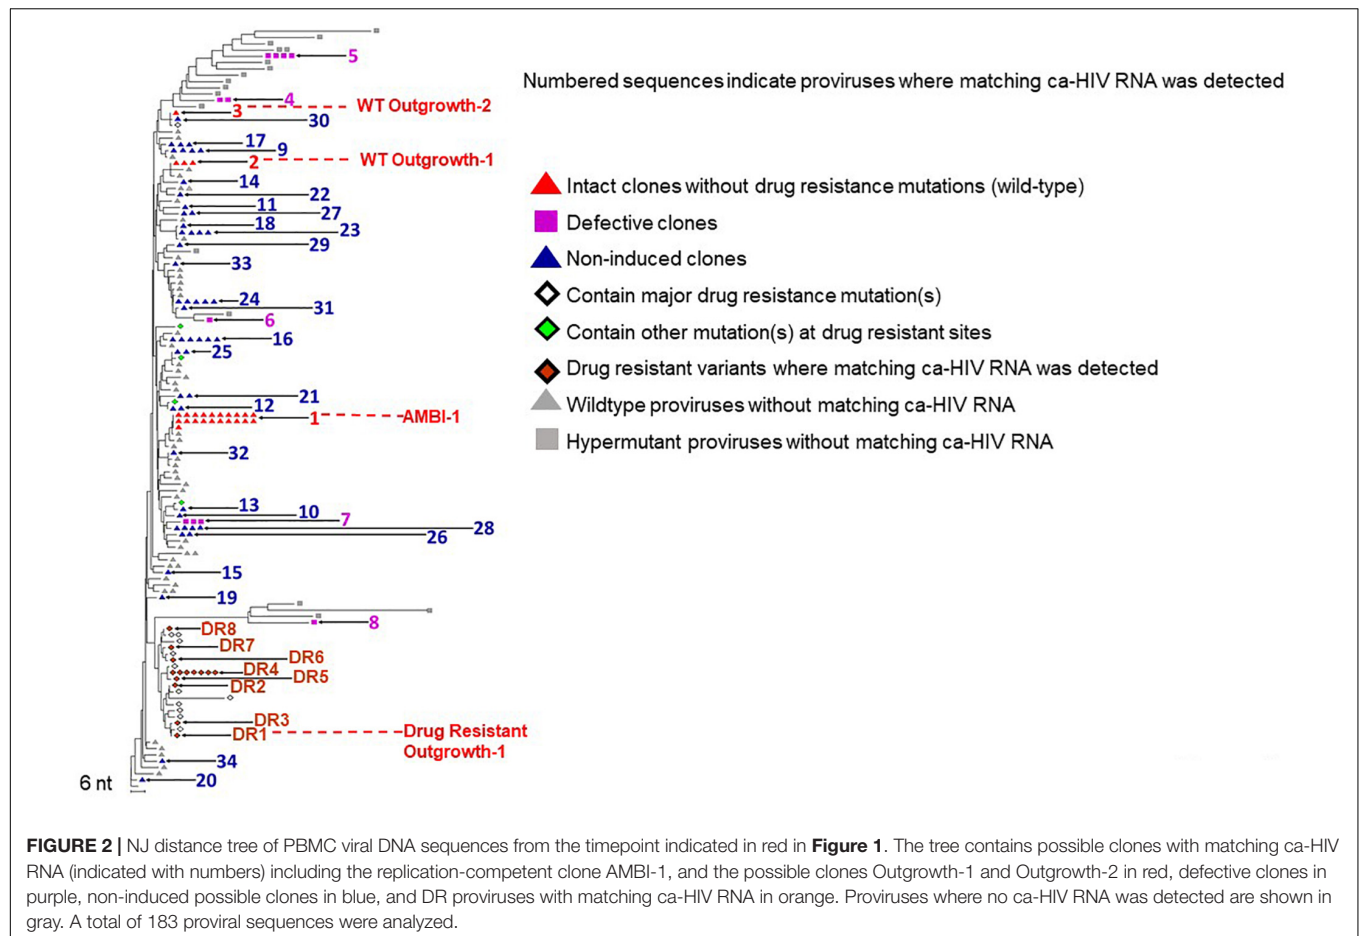 5
Numbered sequences indicate proviruses where matching ca-HIV RNA was detected
4
3
WT Outgrowth-2
30
17
9
2
WT Outgrowth-1
14
22
11
27
18
23
29
33
24
31
6
16
25
21
12
1
AMBI-1
32
13
10
7
28
26
15
19
8
DR8
DR7
DR6
DR4
DR5
DR2
DR3
DR1
Drug Resistant
Outgrowth-1
34
20
6 nt
Intact clones without drug resistance mutations (wild-type)
Defective clones
Non-induced clones
Contain major drug resistance mutation(s)
Contain other mutation(s) at drug resistant sites
Drug resistant variants where matching ca-HIV RNA was detected
Wildtype proviruses without matching ca-HIV RNA
Hypermutant proviruses without matching ca-HIV RNA
FIGURE 2 | NJ distance tree of PBMC viral DNA sequences from the timepoint indicated in red in Figure 1. The tree contains possible clones with matching ca-HIV
RNA (indicated with numbers) including the replication-competent clone AMBI-1, and the possible clones Outgrowth-1 and Outgrowth-2 in red, defective clones in
purple, non-induced possible clones in blue, and DR proviruses with matching ca-HIV RNA in orange. Proviruses where no ca-HIV RNA was detected are shown in
gray. A total of 183 proviral sequences were analyzed.